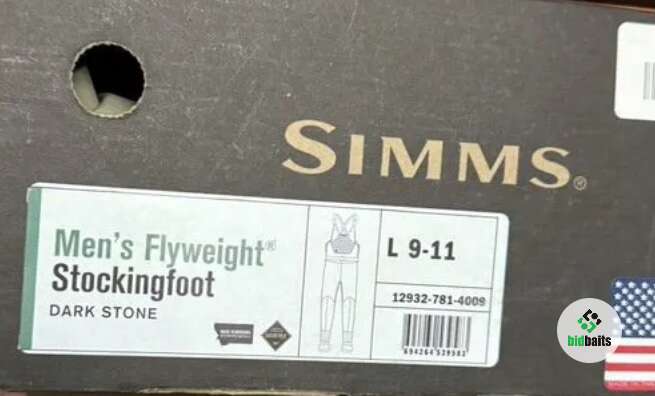 SIMMS®
Men's Flyweight®
Stockingfoot
DARK STONE
L 9-11
12932-781-4009
bidbaits